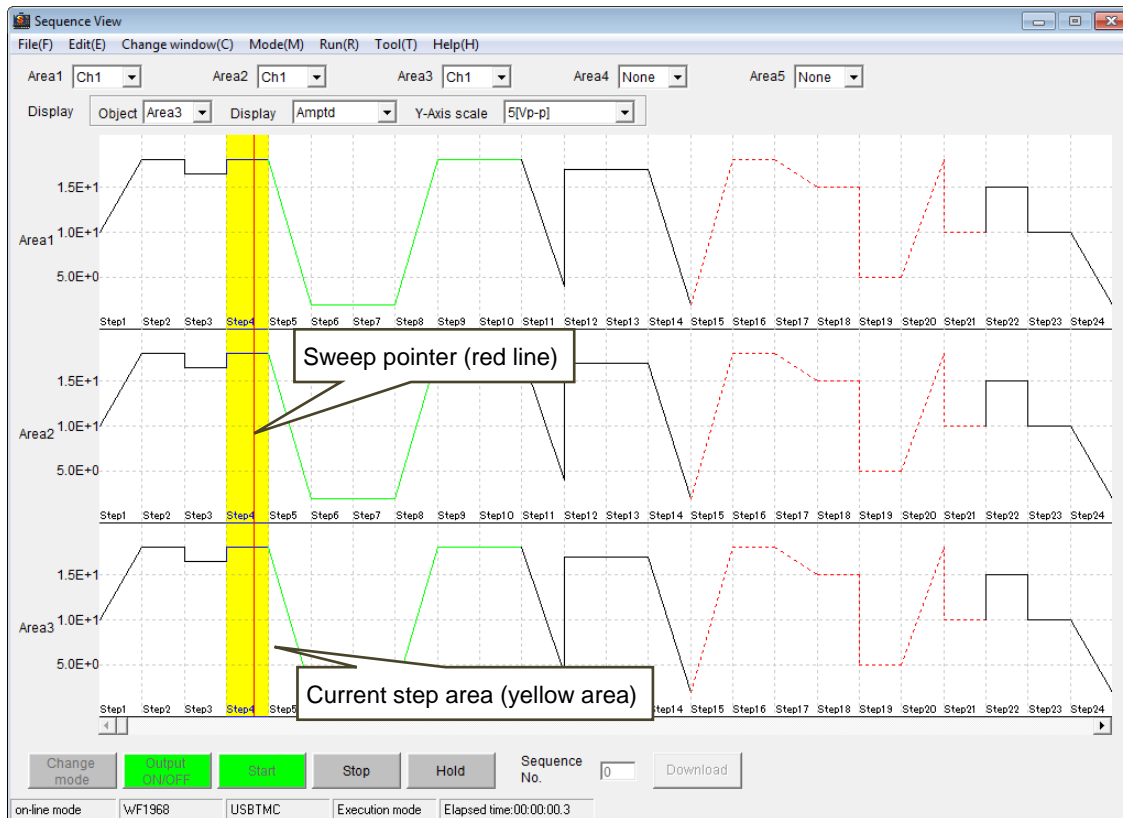 Sequence View
File(F) Edit(E) Change window(C) Mode(M) Run(R) Tool(T) Help(H)
Area1 Ch1 Area2 Ch1 Area3 Ch1 Area4 None Area5 None
Display Object Area3 Display Amptd Y-Axis scale 5[Vp-p]
1.5E+1
Area1 1.0E+1
5.0E+0
Step1 Step2 Step3 Step4 Step5 Step6 Step7 Step8 Step9 Step10 Step11 Step12 Step13 Step14 Step15 Step16 Step17 Step18 Step19 Step20 Step21 Step22 Step23 Step24
Sweep pointer (red line)
1.5E+1
Area2 1.0E+1
5.0E+0
Step1 Step2 Step3 Step4 Step5 Step6 Step7 Step8 Step9 Step10 Step11 Step12 Step13 Step14 Step15 Step16 Step17 Step18 Step19 Step20 Step21 Step22 Step23 Step24
1.5E+1
Area3 1.0E+1
5.0E+0
Current step area (yellow area)
Step1 Step2 Step3 Step4 Step14 Step15 Step16 Step17 Step18 Step19 Step20 Step21 Step22 Step23 Step24
Change mode Output ON/OFF Start Stop Hold Sequence No. 0 Download
on-line mode WF1968 USBTMC Execution mode Elapsed time:00:00:00.3